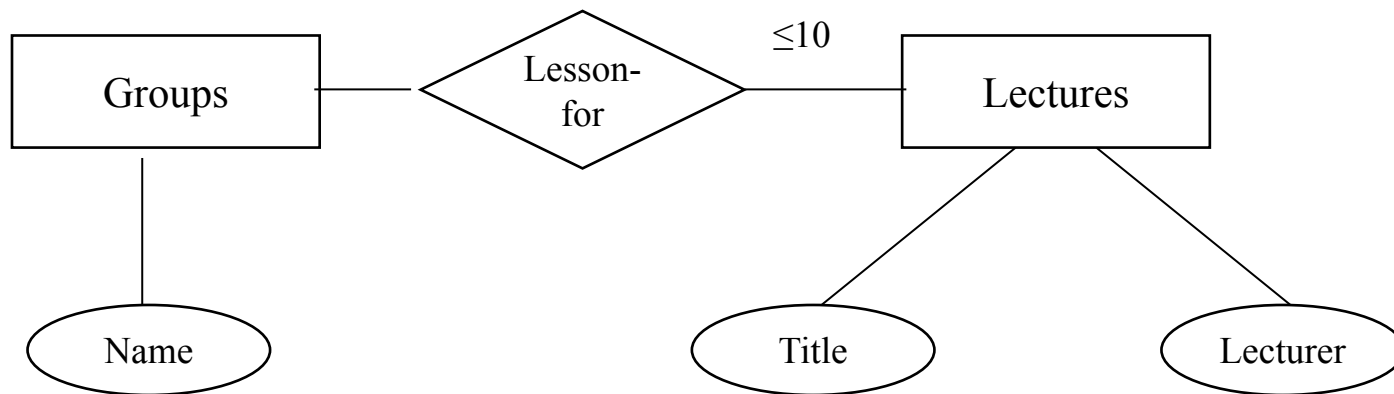 ≤10
Groups
Lesson-
for
Lectures
Name
Title
Lecturer